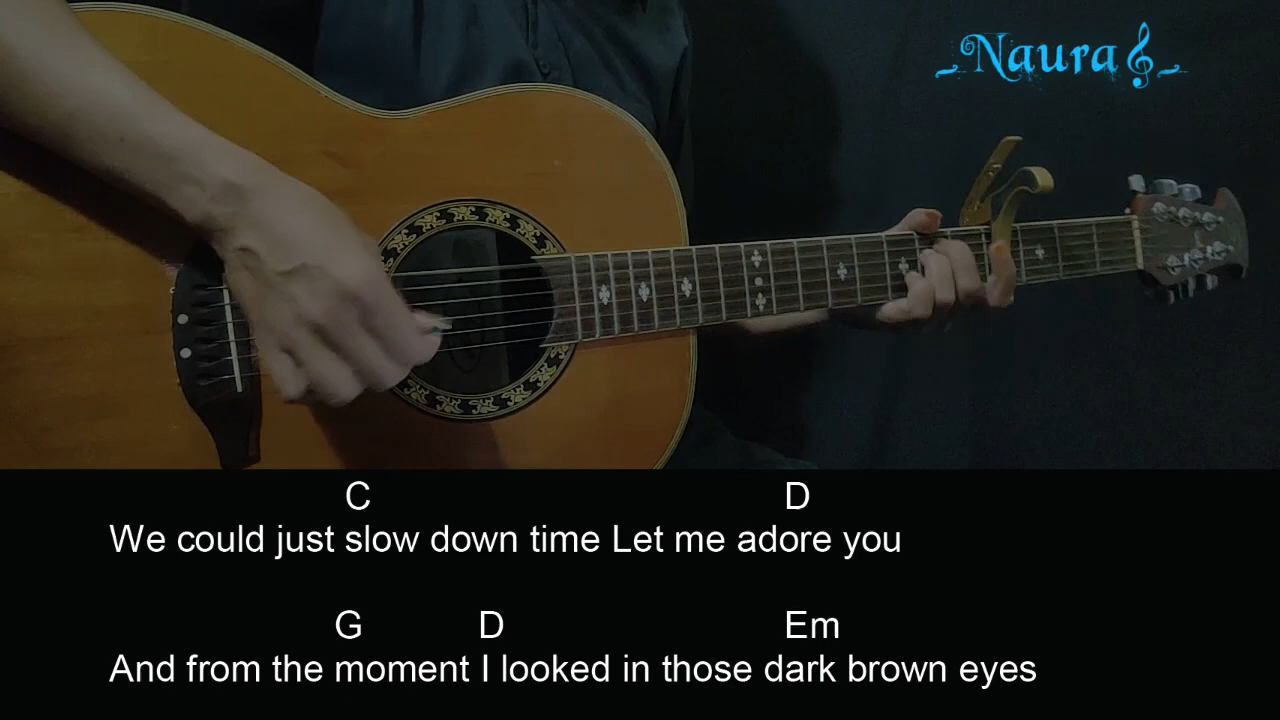 Naura
C D
We could just slow down time Let me adore you
G D Em
And from the moment I looked in those dark brown eyes